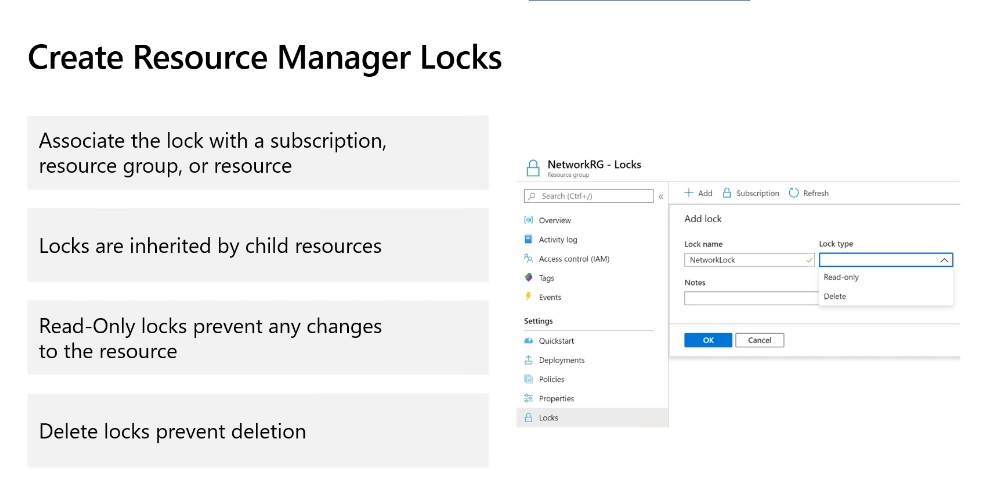 Create Resource Manager Locks
Associate the lock with a subscription,
resource group, or resource
Locks are inherited by child resources
Read-Only locks prevent any changes
to the resource
Delete locks prevent deletion
NetworkRG - Locks
Resource group
Search (Ctrl+/)
«
Overview
Activity log
Access control (IAM)
Tags
Events
Settings
Quickstart
Deployments
Policies
Properties
Locks
Add Subscription Refresh
Add lock
Lock name Lock type
NetworkLock
Read-only
Notes
Delete
OK Cancel